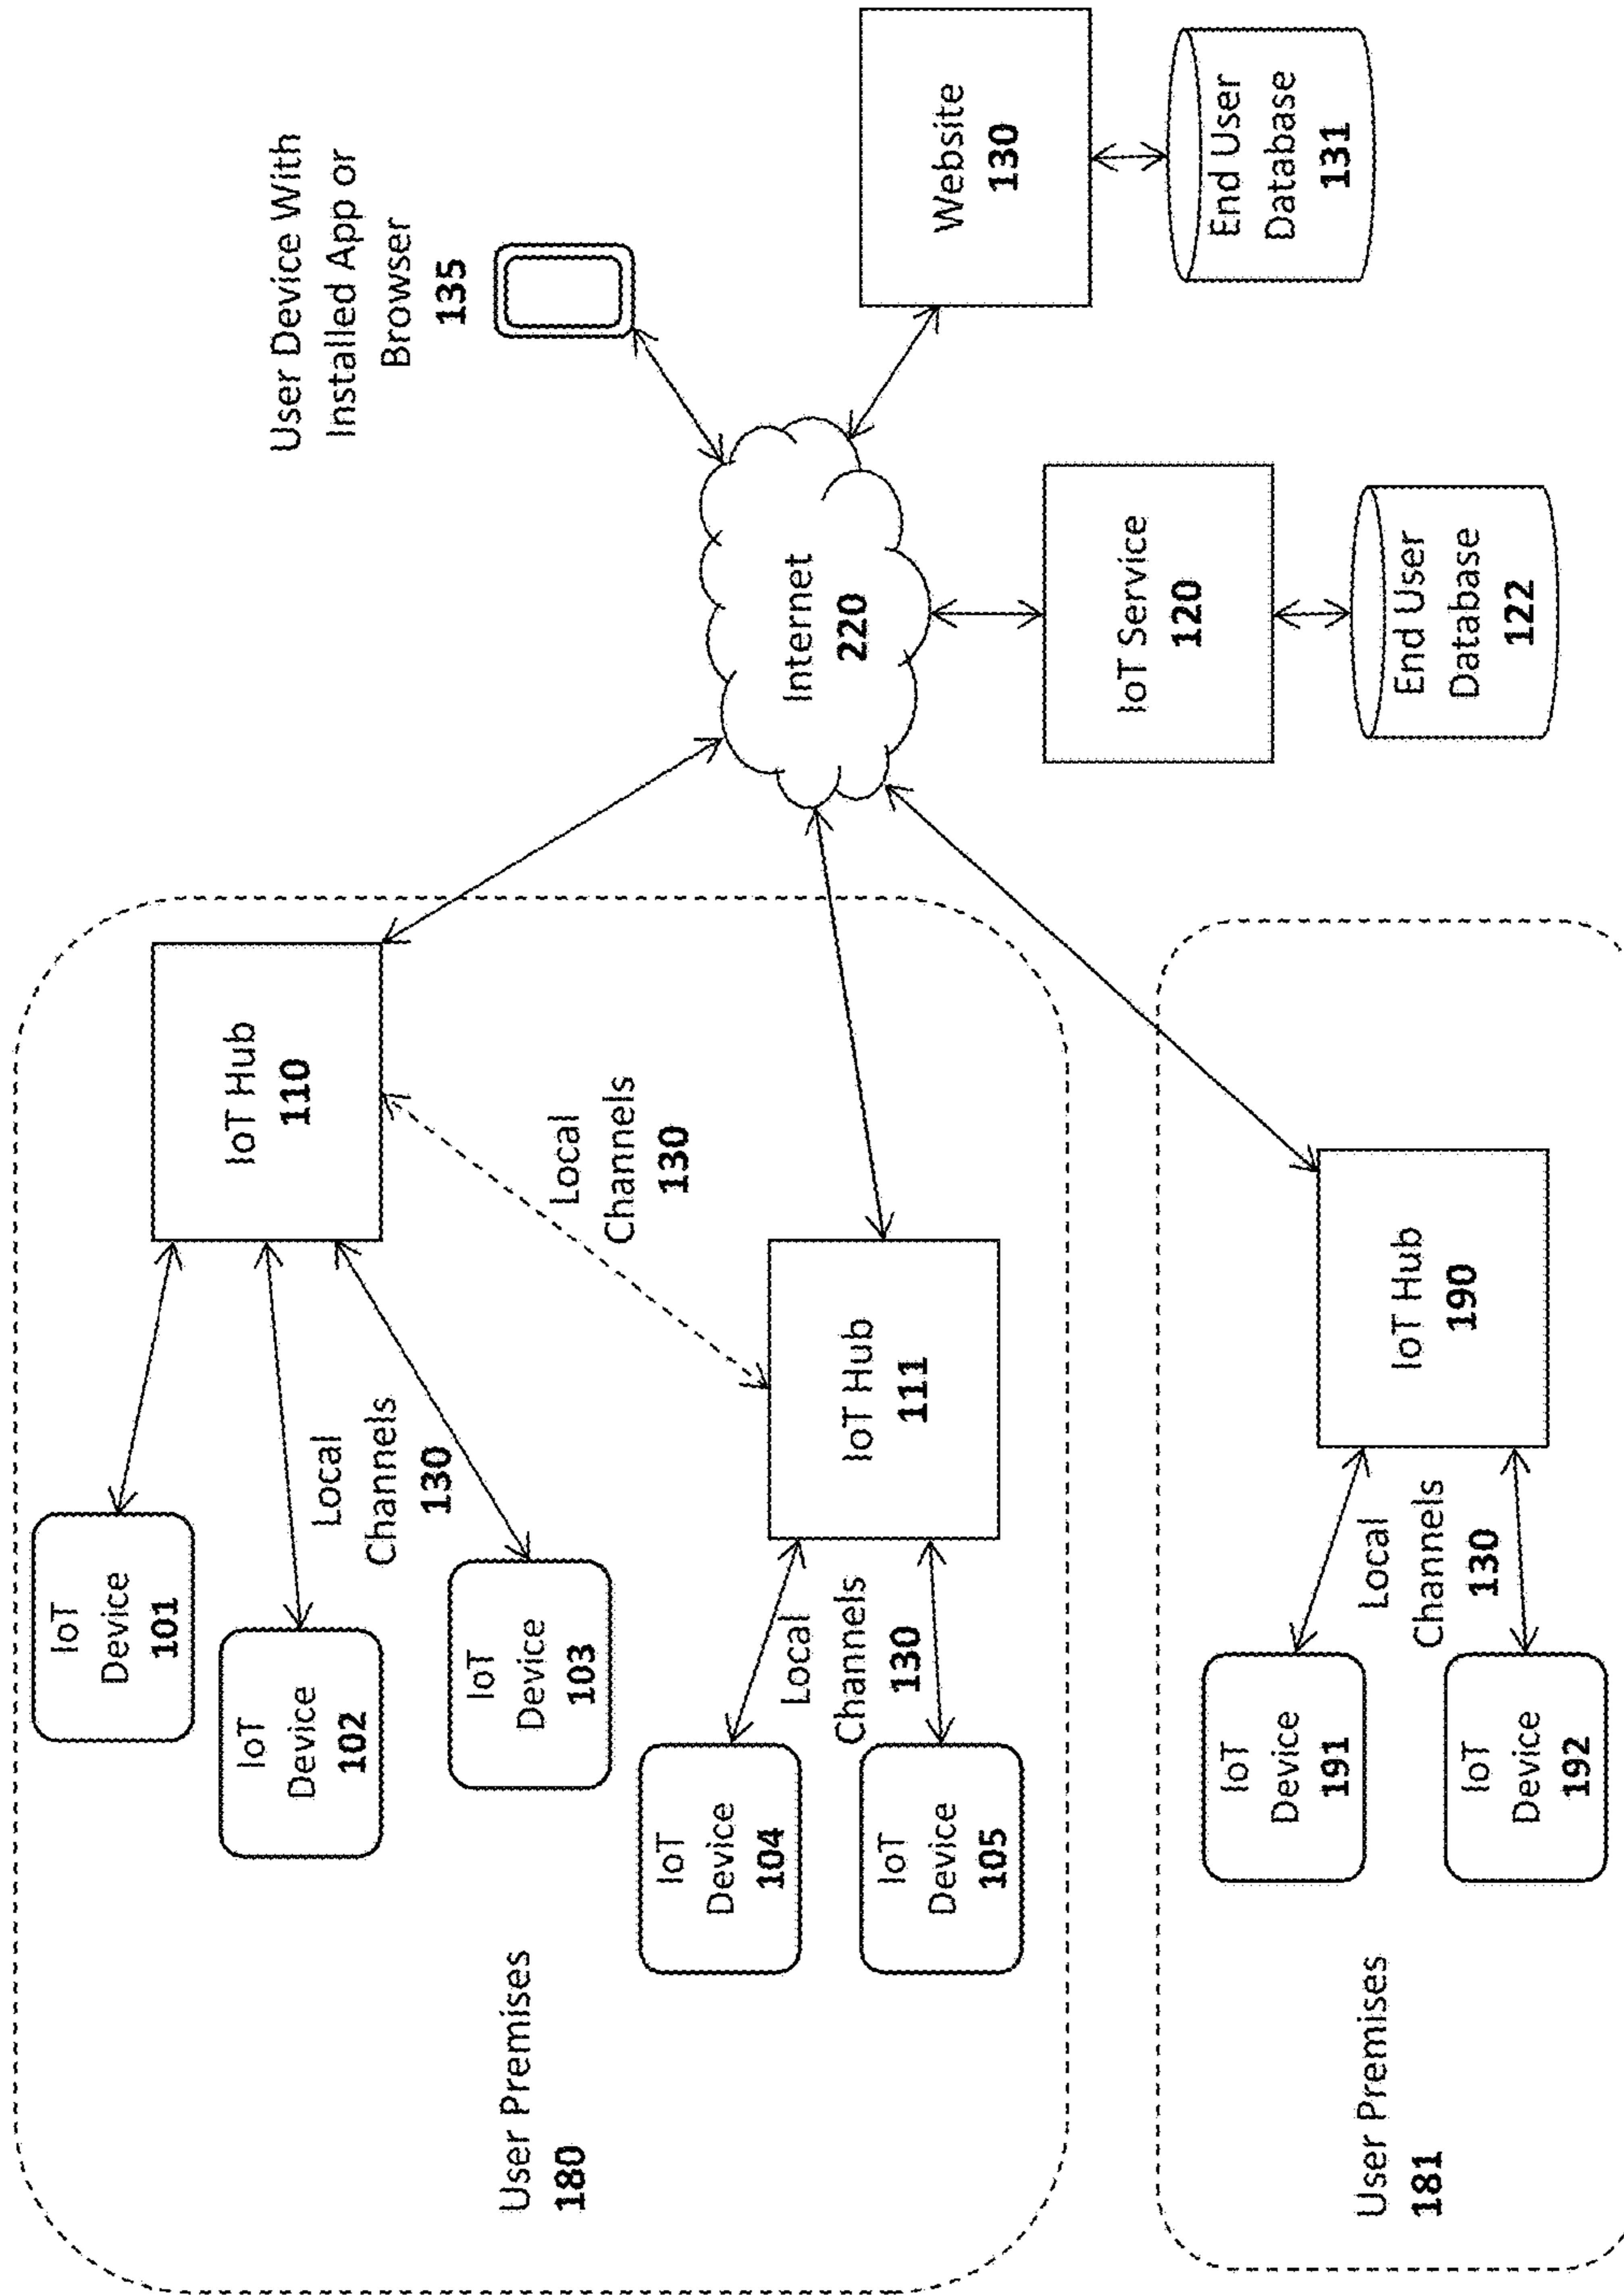 User Premises
180
IoT
Device
101
IoT
Device
102
IoT
Device
103
Local
Channels
130
IoT Hub
110
Local
Channels
130
IoT
Device
104
IoT
Device
105
Local
Channels
130
IoT Hub
111
User Premises
181
IoT
Device
191
IoT
Device
192
Local
Channels
130
IoT Hub
190
Internet
220
User Device With
Installed App or
Browser
135
IoT Service
120
End User
Database
122
Website
130
End User
Database
131